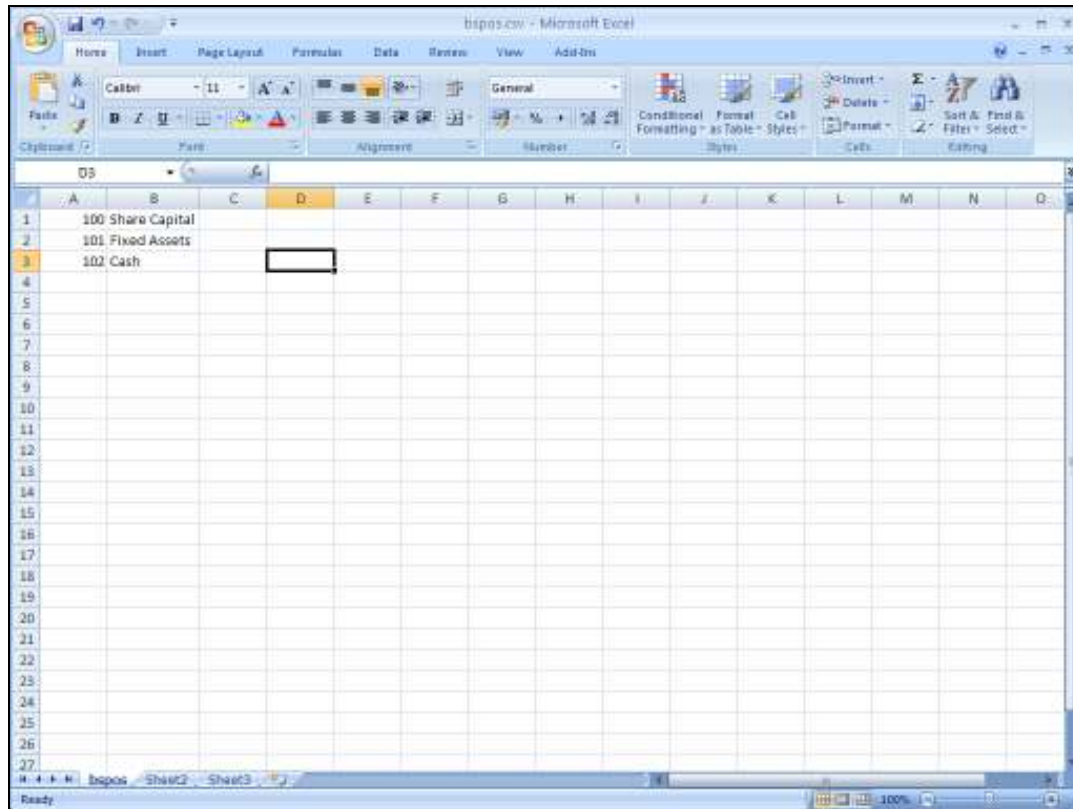 bspos.csv - Microsoft Excel
Home Insert Page Layout Formulas Data Review View Add-Ins
Paste
Calibri 11
B I U
General
%
Conditional Formatting
Format as Table
Cell Styles
Insert
Delete
Format
Σ
Sort & Filter
Find & Select
Clipboard Font Alignment Number Styles Cells Editing
D3 fx
A B C D E F G H I J K L M N O
1 100 Share Capital
2 101 Fixed Assets
3 102 Cash
4
5
6
7
8
9
10
11
12
13
14
15
16
17
18
19
20
21
22
23
24
25
26
27
bspos Sheet2 Sheet3
Ready 100%